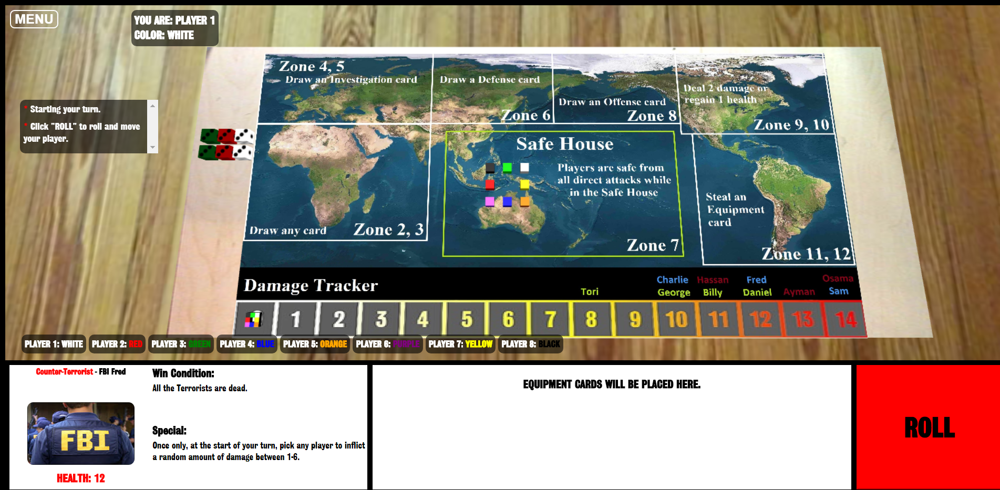 MENU
YOU ARE: PLAYER 1
COLOR: WHITE
* Starting your turn.
* Click "ROLL" to roll and move
your player.
Zone 4, 5
Draw an Investigation card
Draw a Defense card
Zone 6
Draw an Offense card
Zone 8
Deal 2 damage or
regain 1 health
Zone 9, 10
Safe House
Players are safe from
all direct attacks while
in the Safe House
Zone 7
Draw any card
Zone 2, 3
Steal an
Equipment
card
Zone 11, 12
Damage Tracker
Tori
Charlie
George
Hassan
Billy
Fred
Daniel
Ayman
Osama
Sam
1 2 3 4 5 6 7 8 9 10 11 12 13 14
PLAYER 1: WHITE
PLAYER 2: RED
PLAYER 3: GREEN
PLAYER 4: BLUE
PLAYER 5: ORANGE
PLAYER 6: PURPLE
PLAYER 7: YELLOW
PLAYER 8: BLACK
Counter-Terrorist - FBI Fred
FBI
HEALTH: 12
Win Condition:
All the Terrorists are dead.
Special:
Once only, at the start of your turn, pick any player to inflict
a random amount of damage between 1-6.
EQUIPMENT CARDS WILL BE PLACED HERE.
ROLL